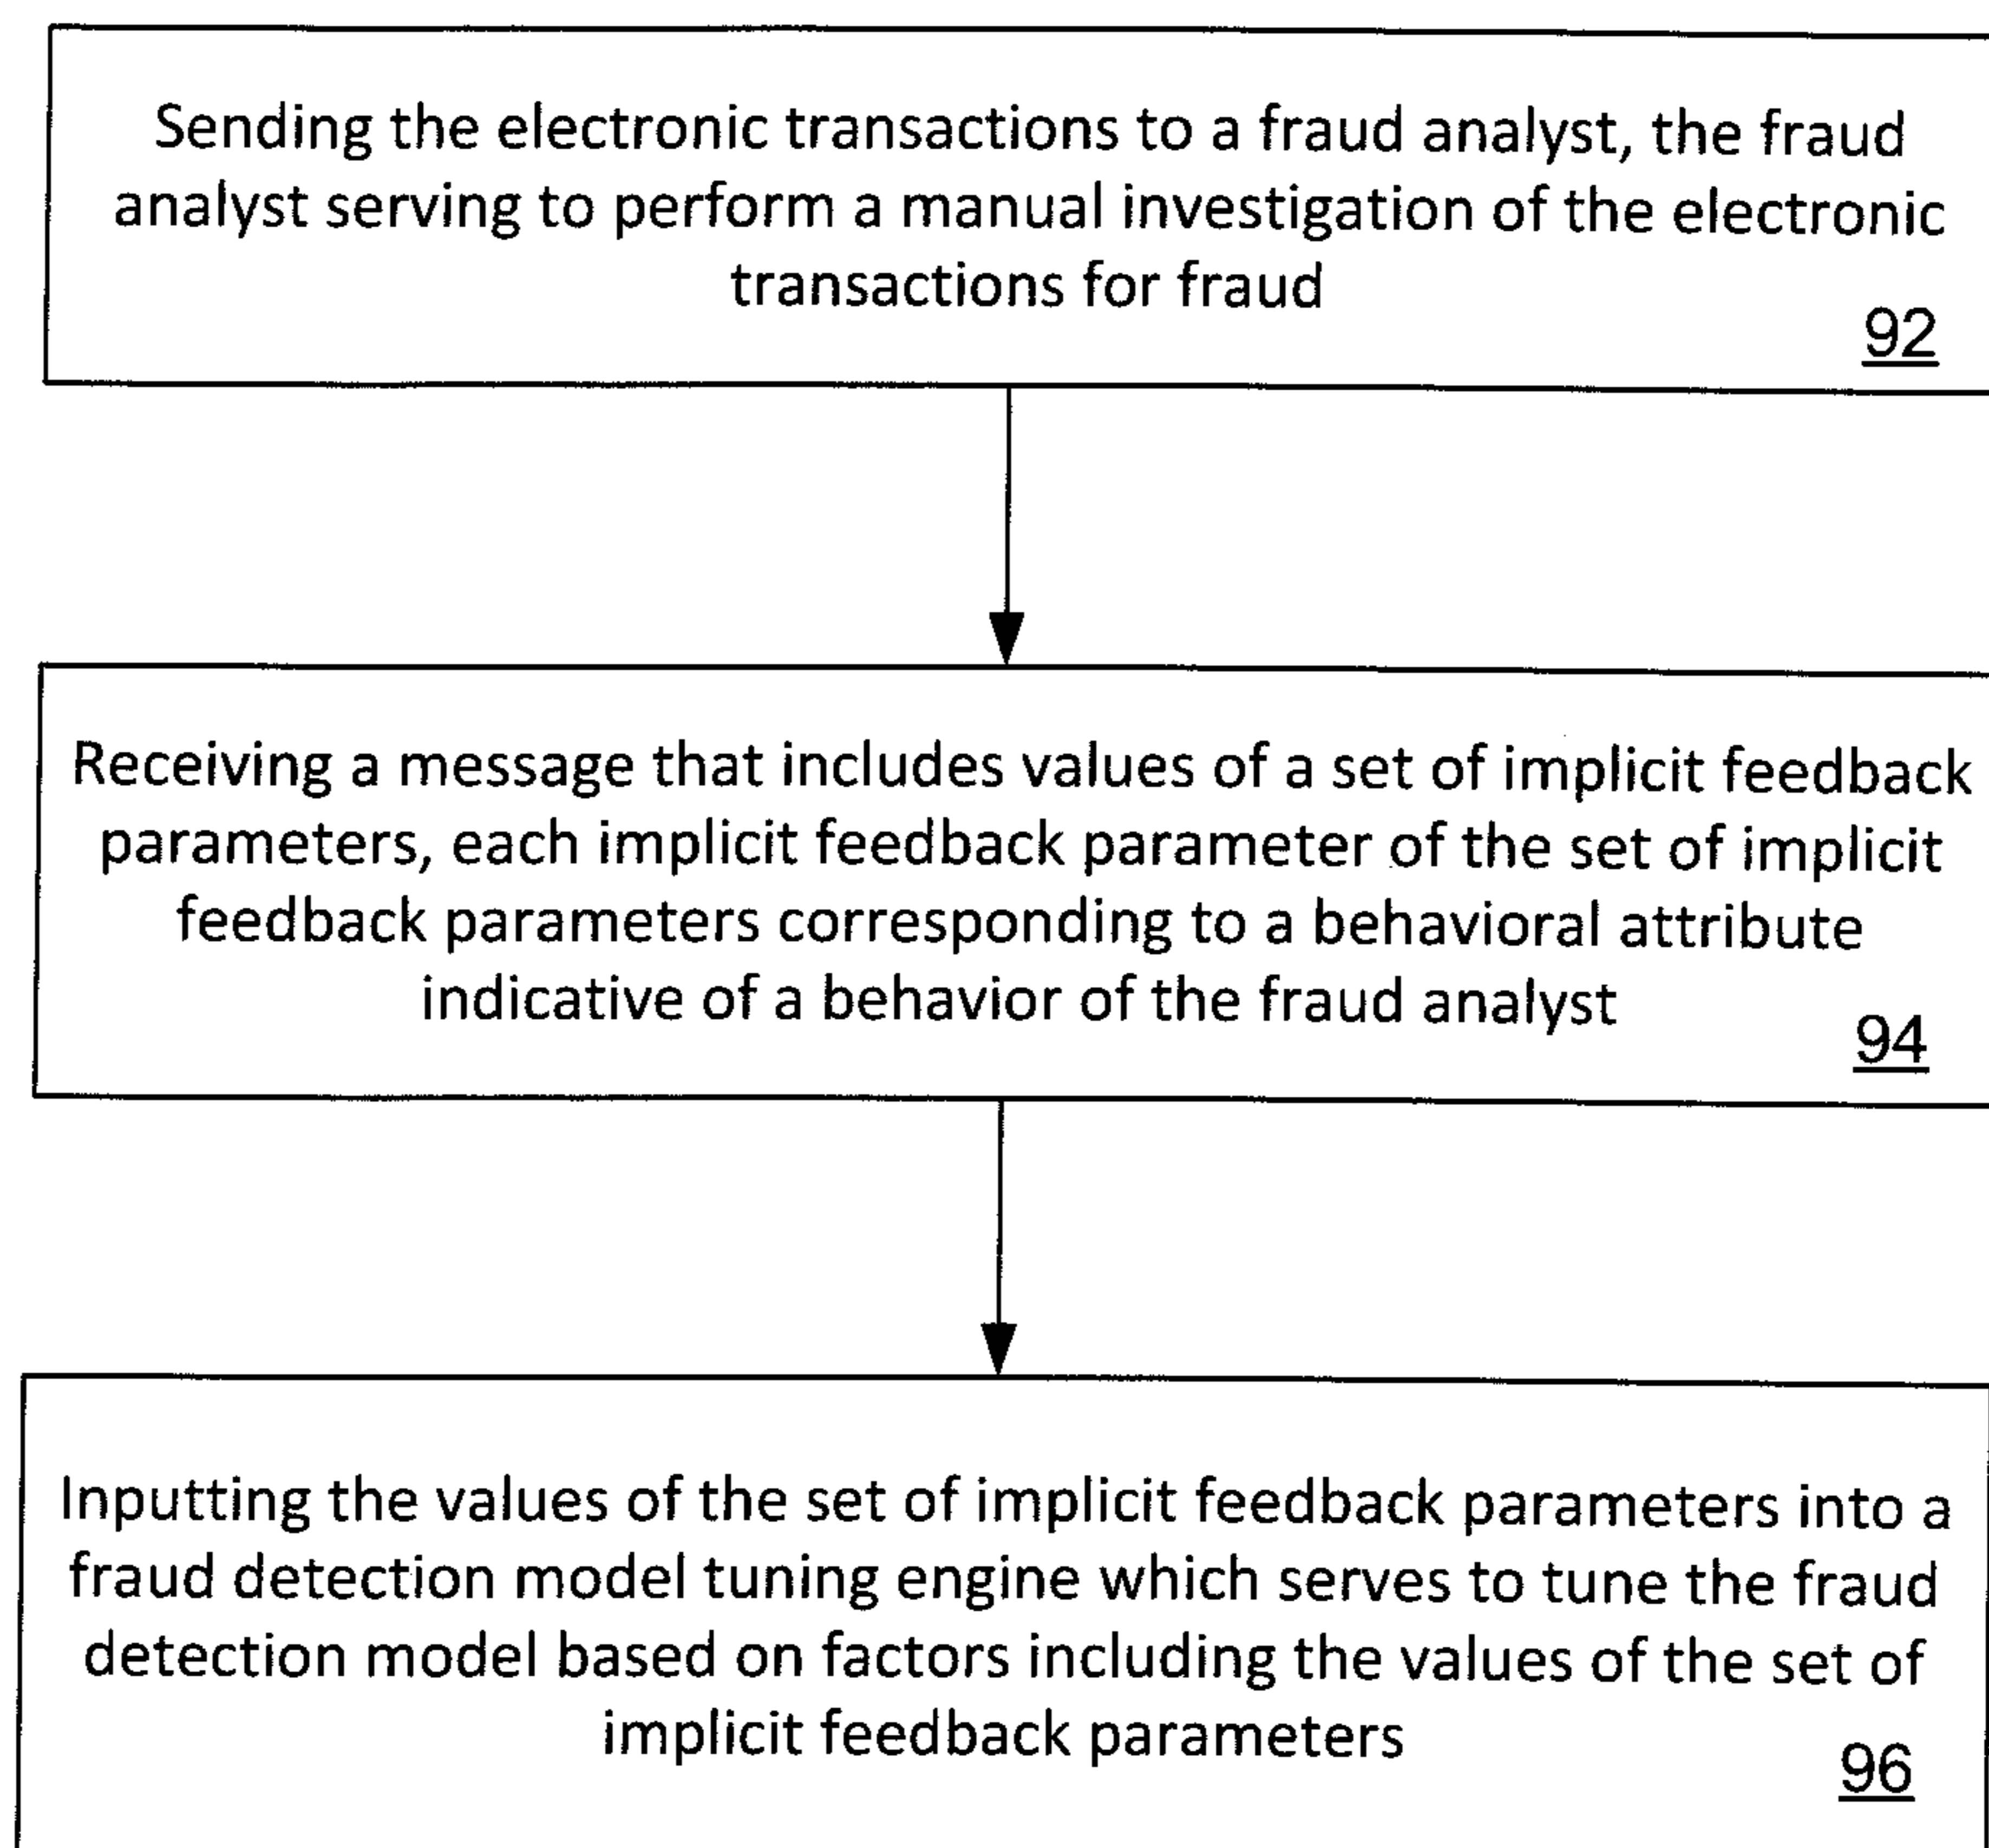 Sending the electronic transactions to a fraud analyst, the fraud
analyst serving to perform a manual investigation of the electronic
transactions for fraud
92
Receiving a message that includes values of a set of implicit feedback
parameters, each implicit feedback parameter of the set of implicit
feedback parameters corresponding to a behavioral attribute
indicative of a behavior of the fraud analyst
94
Inputting the values of the set of implicit feedback parameters into a
fraud detection model tuning engine which serves to tune the fraud
detection model based on factors including the values of the set of
implicit feedback parameters
96